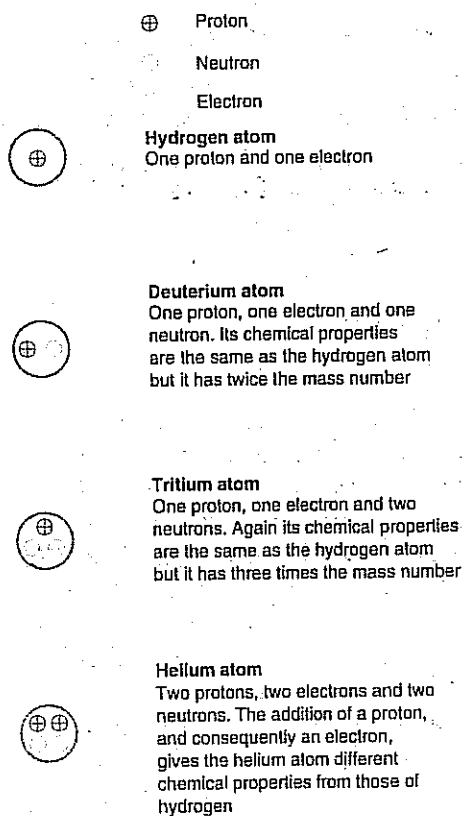 Proton
Neutron
Electron
Hydrogen atom
One proton and one electron
Deuterium atom
One proton, one electron and one
neutron. Its chemical properties
are the same as the hydrogen atom
but it has twice the mass number
Tritium atom
One proton, one electron and two
neutrons. Again its chemical properties
are the same as the hydrogen atom
but it has three times the mass number
Helium atom
Two protons, two electrons and two
neutrons. The addition of a proton,
and consequently an electron,
gives the helium atom different
chemical properties from those of
hydrogen